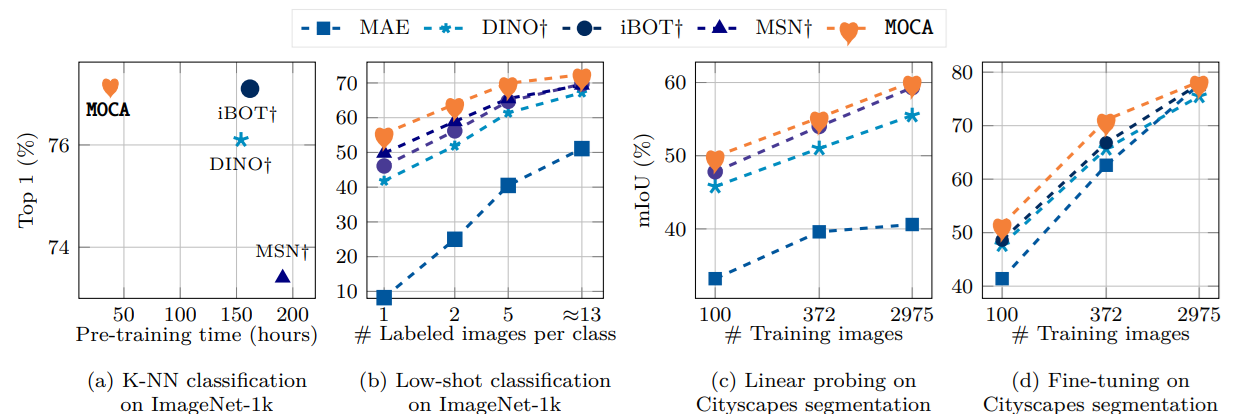 MAE DINO† iBOT† MSN† MOCA
Top 1 (%)
76
74
MOCA
iBOT†
DINO†
MSN†
50 100 150 200
Pre-training time (hours)
(a) K-NN classification
on ImageNet-1k
70
60
50
40
30
20
10
1 2 5 ≈13
# Labeled images per class
(b) Low-shot classification
on ImageNet-1k
mIoU (%)
60
50
40
100 372 2975
# Training images
(c) Linear probing on
Cityscapes segmentation
80
70
60
50
40
100 372 2975
# Training images
(d) Fine-tuning on
Cityscapes segmentation